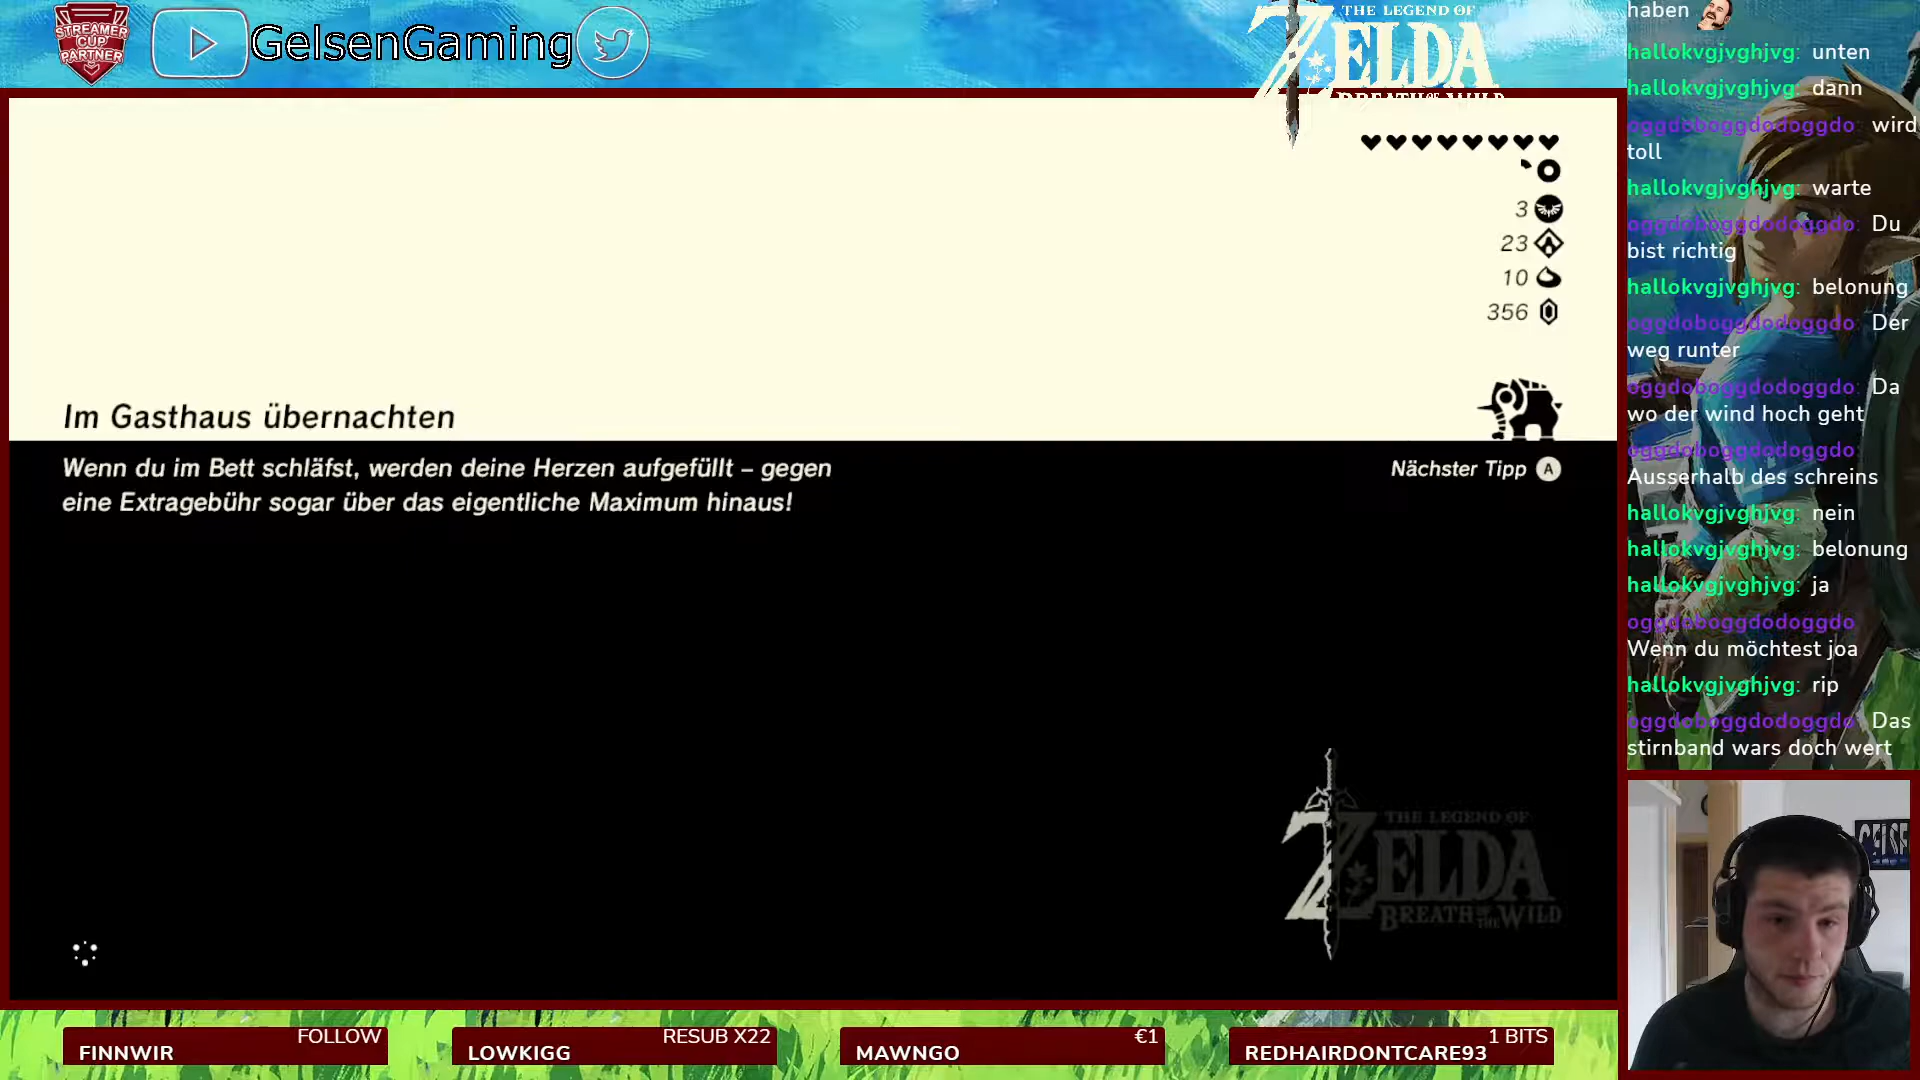 STREAMER
CUP
PARTNER
GelsenGaming
THE LEGEND OF
ZELDA
BREATH OF THE WILD
3
23
10
356
Im Gasthaus übernachten
Wenn du im Bett schläfst, werden deine Herzen aufgefüllt – gegen
eine Extragebühr sogar über das eigentliche Maximum hinaus!
Nächster Tipp A
THE LEGEND OF
ZELDA
BREATH OF THE WILD
haben
hallokvgjvghjvg: unten
hallokvgjvghjvg: dann
oggdoboggdodoggdo: wird
toll
hallokvgjvghjvg: warte
oggdoboggdodoggdo: Du
bist richtig
hallokvgjvghjvg: belonung
oggdoboggdodoggdo: Der
weg runter
oggdoboggdodoggdo: Da
wo der wind hoch geht
oggdoboggdodoggdo:
Ausserhalb des schreins
hallokvgjvghjvg: nein
hallokvgjvghjvg: belonung
hallokvgjvghjvg: ja
oggdoboggdodoggdo:
Wenn du möchtest joa
hallokvgjvghjvg: rip
oggdoboggdodoggdo: Das
stirnband wars doch wert
FOLLOW
FINNWIR
RESUB X22
LOWKIGG
€1
MAWNGO
1 BITS
REDHAIRDONTCARE93